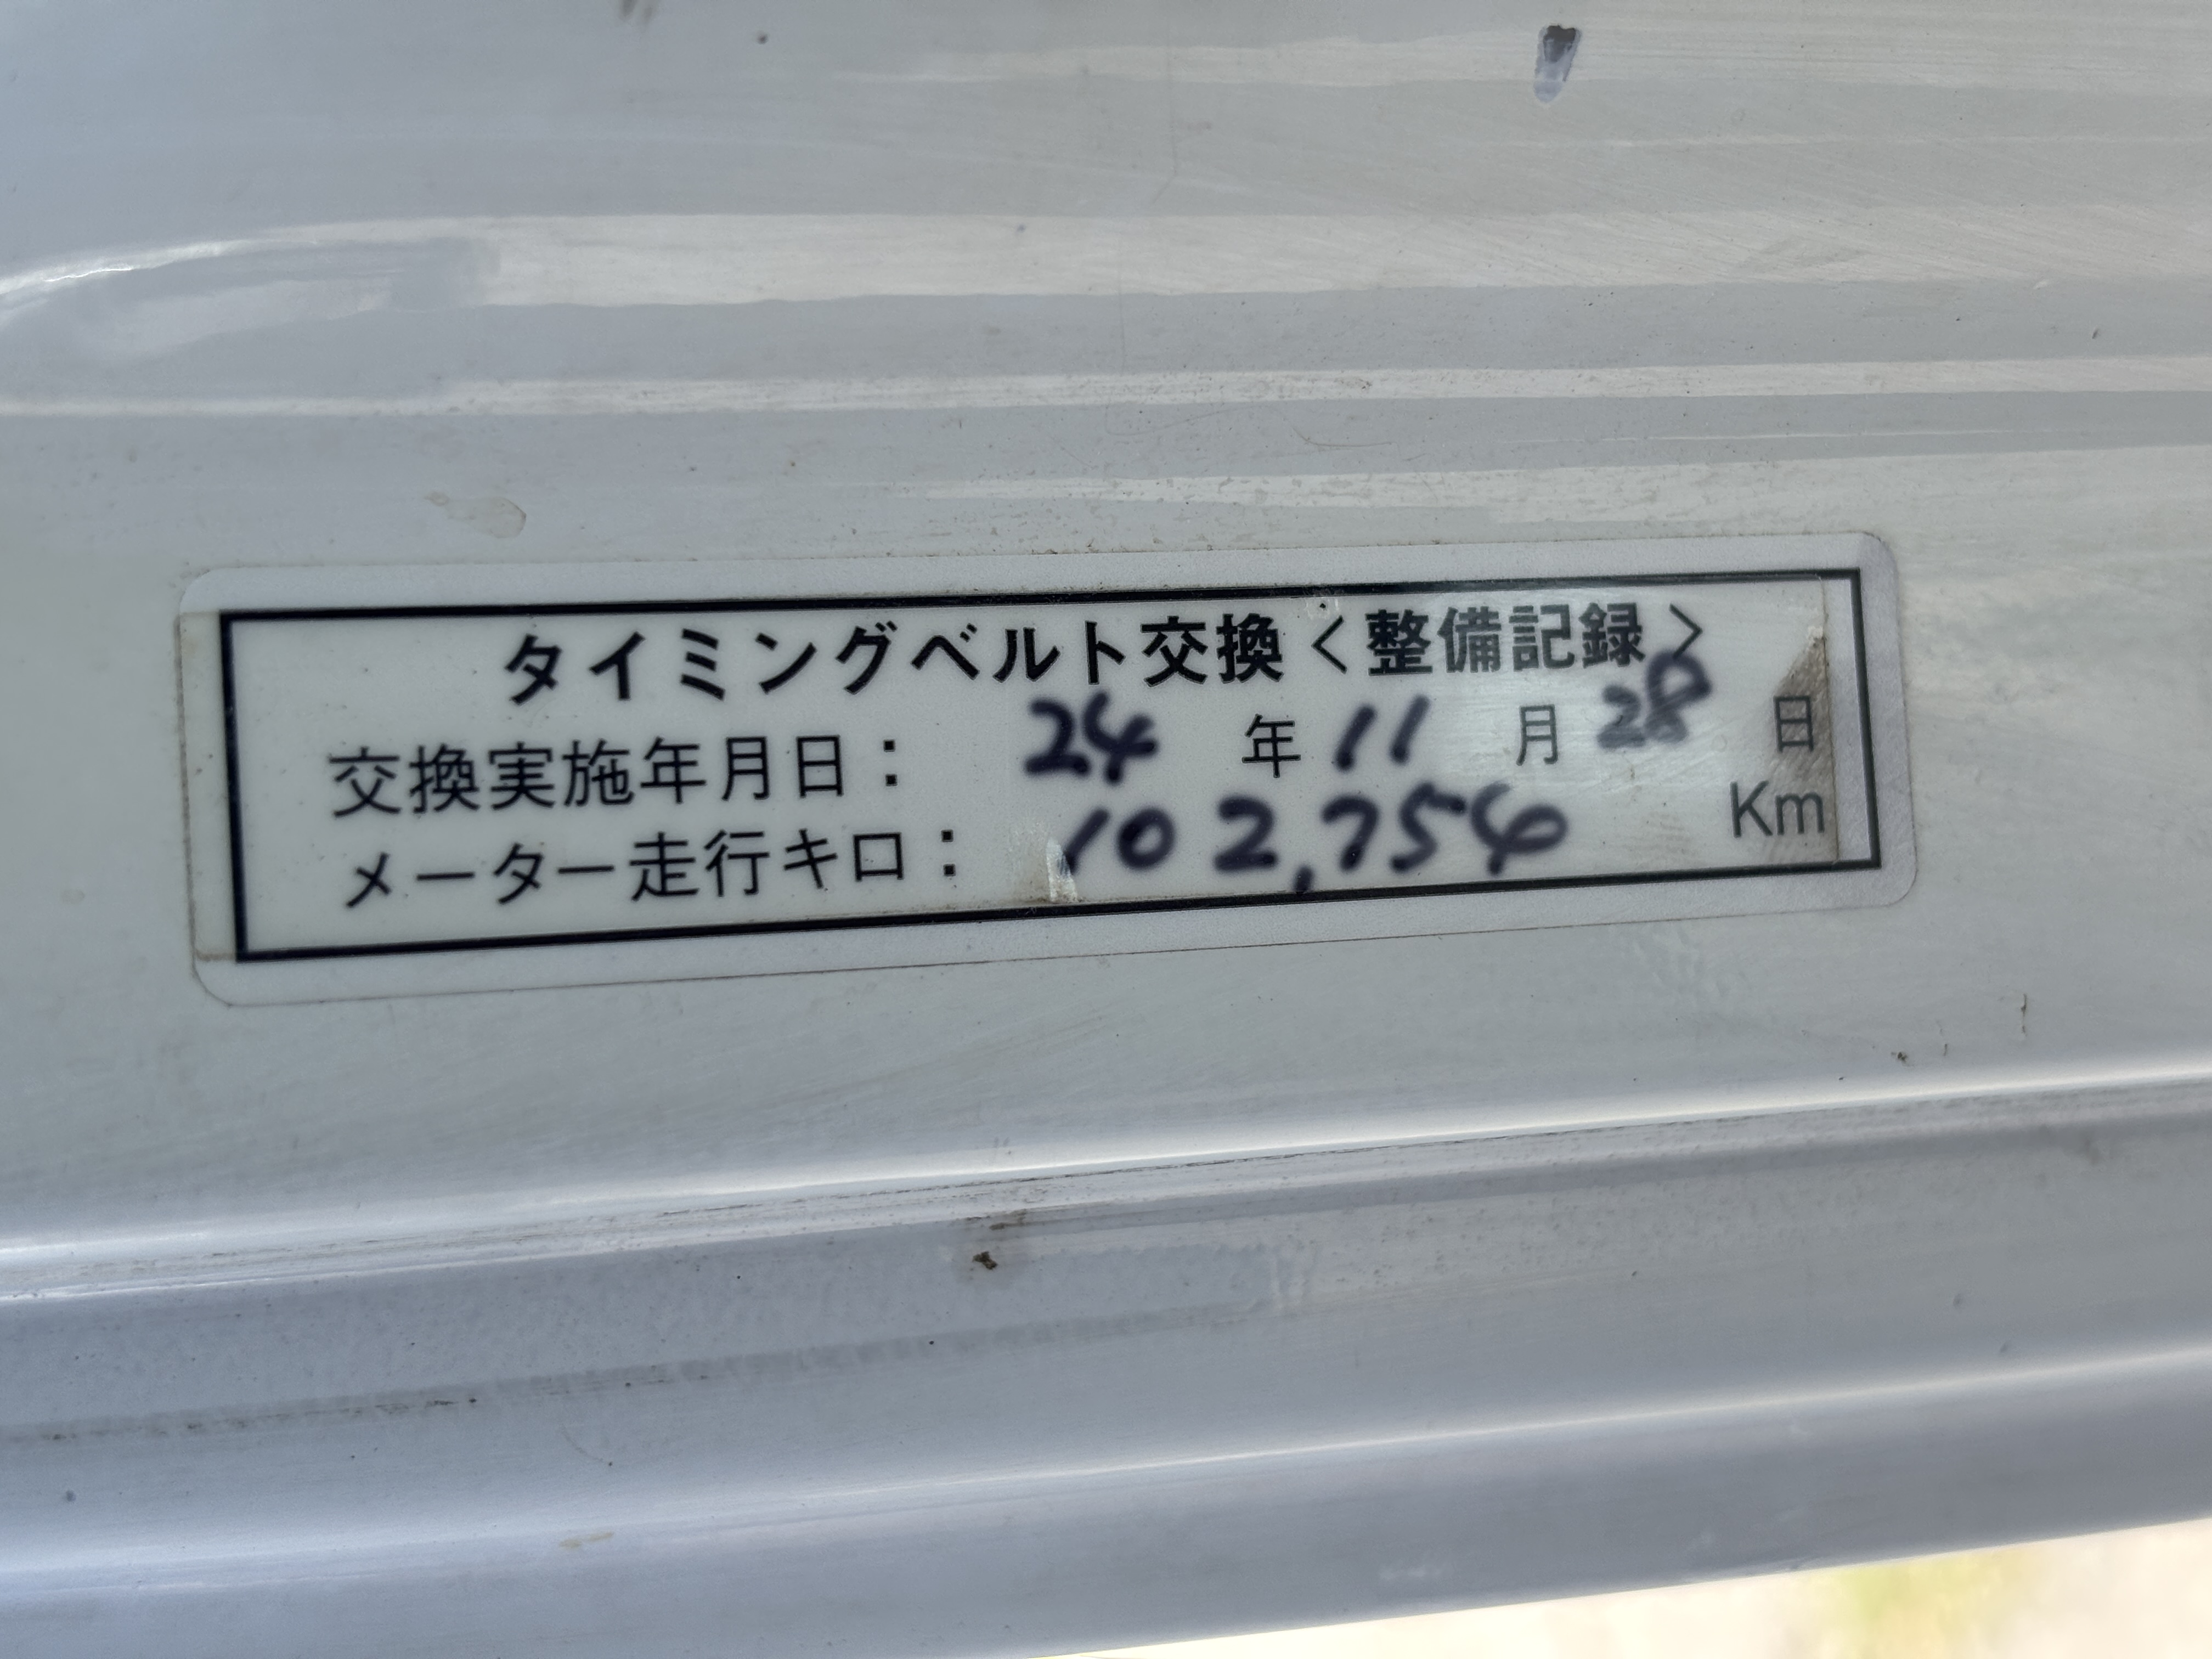 タイミングベルト交換<整備記録>
交換実施年月日： 24 年 11 月 28 日
メーター走行キロ： 102,754 Km